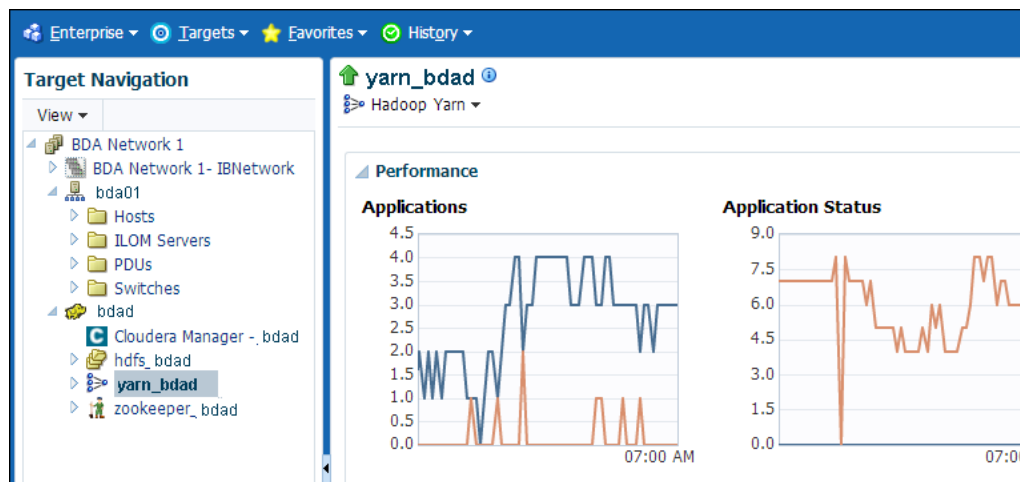 Enterprise Targets Favorites History
Target Navigation
View
BDA Network 1
BDA Network 1- IBNetwork
bda01
Hosts
ILOM Servers
PDUs
Switches
bdad
Cloudera Manager - bdad
hdfs_bdad
yarn_bdad
zookeeper_bdad
yarn_bdad
Hadoop Yarn
Performance
Applications
4.5
4.0
3.5
3.0
2.5
2.0
1.5
1.0
0.5
0.0
07:00 AM
Application Status
9.0
7.5
6.0
4.5
3.0
1.5
0.0
07:0